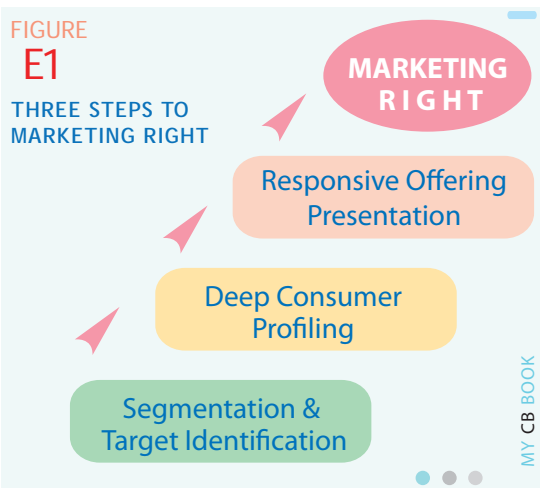 FIGURE
E1
THREE STEPS TO
MARKETING RIGHT
MARKETING
RIGHT
Responsive Offering
Presentation
Deep Consumer
Profiling
Segmentation &
Target Identification
MY CB BOOK